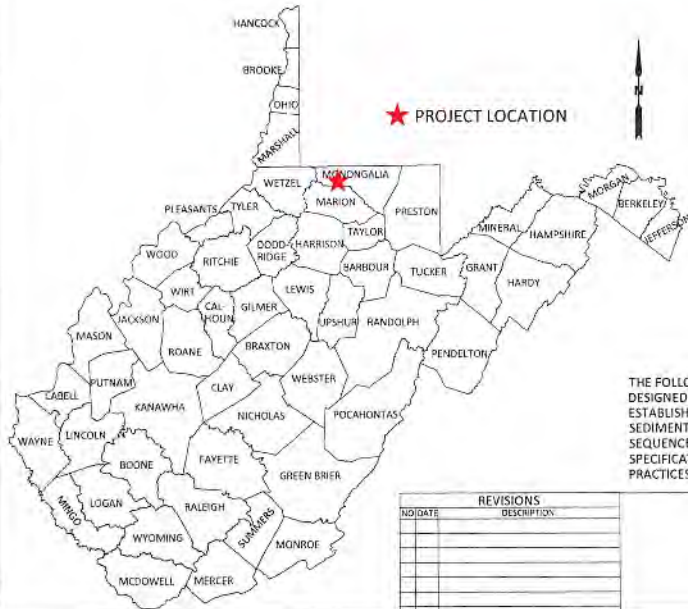 HANCOCK
BROOKE
OHIO
MARSHALL
★ PROJECT LOCATION
N
WETZEL
MONONGALIA
MARION
PLEASANTS
TYLER
PRESTON
MORGAN
BERKELEY
JEFFERSON
WOOD
RITCHIE
DODD-
RIDGE
HARRISON
TAYLOR
BARBOUR
TUCKER
MINERAL
GRANT
HAMPSHIRE
HARDY
WIRT
JACKSON
CAL-
HOUN
GILMER
LEWIS
UPSHUR
RANDOLPH
MASON
ROANE
BRAXTON
PENDELTON
PUTNAM
CABELL
KANAWHA
CLAY
WEBSTER
WAYNE
LINCOLN
NICHOLAS
POCAHONTAS
BOONE
FAYETTE
GREEN BRIER
MINGO
LOGAN
RALEIGH
SUMMERS
WYOMING
MONROE
MCDOWELL
MERCER
THE FOLLO
DESIGNED
ESTABLISH
SEDIMENT
SEQUENCE
SPECIFICAT
PRACTICES
REVISIONS
NO DATE DESCRIPTION